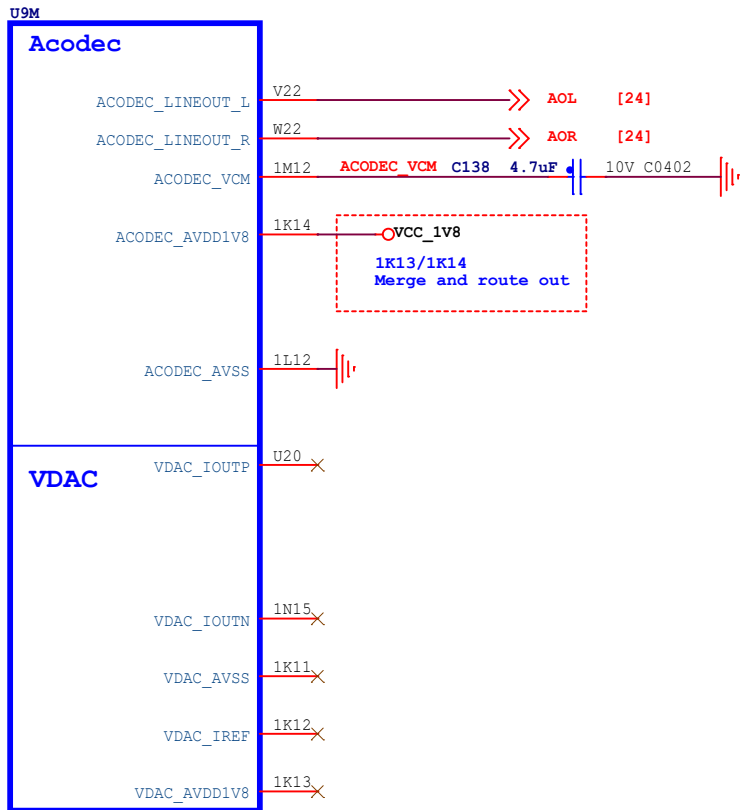 U9M
Acodec
ACODEC_LINEOUT_L V22 AOL [24]
ACODEC_LINEOUT_R W22 AOR [24]
ACODEC_VCM 1M12 ACODEC_VCM C138 4.7uF 10V C0402
ACODEC_AVDD1V8 1K14 VCC_1V8
1K13/1K14
Merge and route out
ACODEC_AVSS 1L12
VDAC
VDAC_IOUTP U20
VDAC_IOUTN 1N15
VDAC_AVSS 1K11
VDAC_IREF 1K12
VDAC_AVDD1V8 1K13